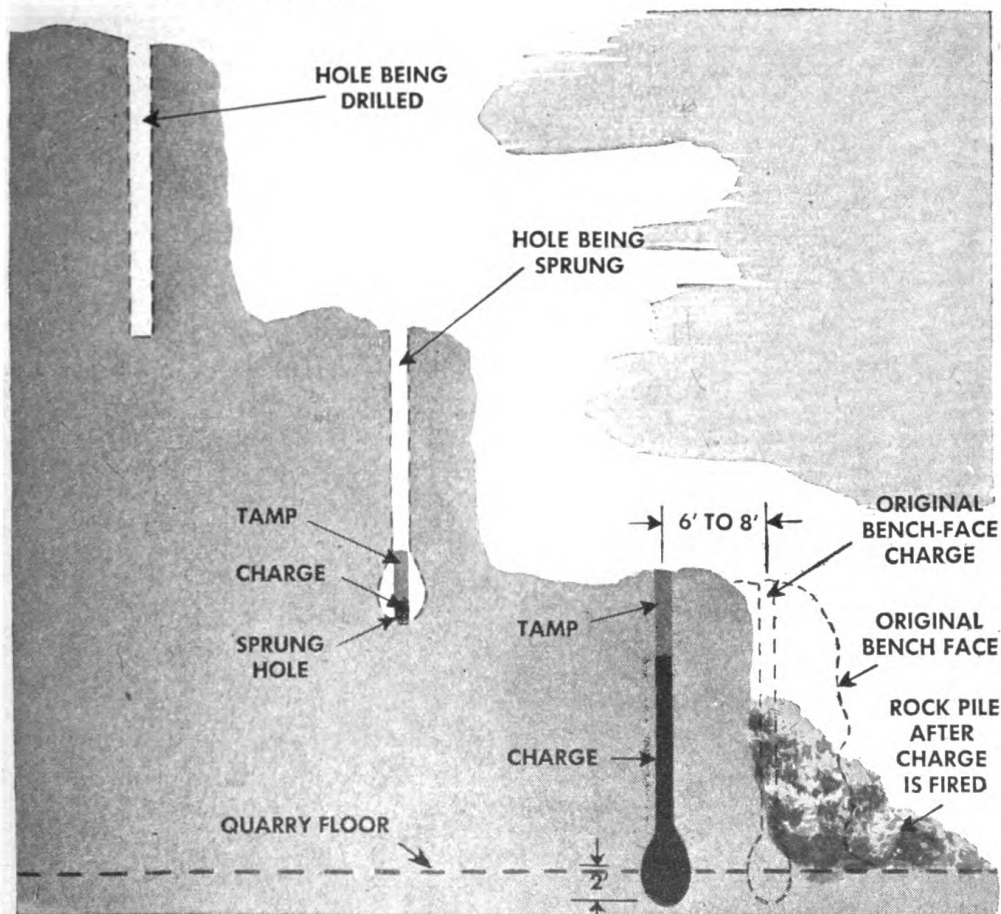 HOLE BEING
DRILLED
HOLE BEING
SPRUNG
TAMP
CHARGE
SPRUNG
HOLE
6' TO 8'
ORIGINAL
BENCH-FACE
CHARGE
TAMP
ORIGINAL
BENCH FACE
ROCK PILE
AFTER
CHARGE
IS FIRED
CHARGE
QUARRY FLOOR
2'